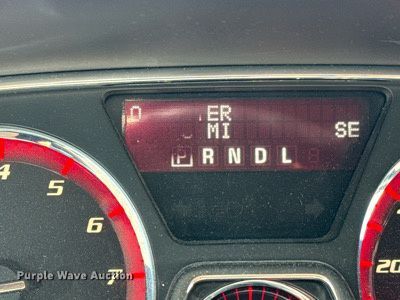 O ER
MI SE
P R N D L
4
5
6
7
20
Purple Wave Auction